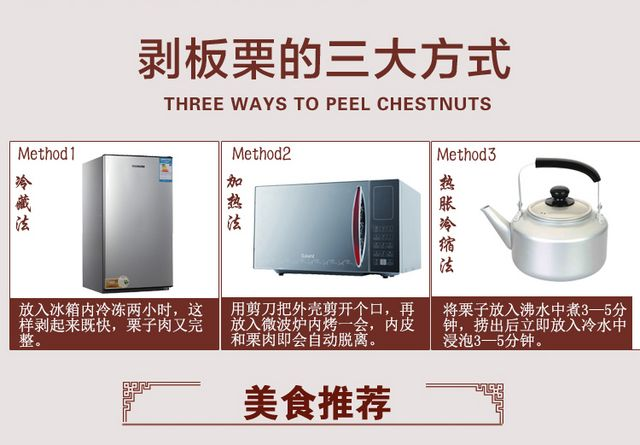 剥板栗的三大方式
THREE WAYS TO PEEL CHESTNUTS
Method1
冷藏法
放入冰箱内冷冻两小时，这
样剥起来既快，栗子肉又完
整。
Method2
加热法
用剪刀把外壳剪开个口，再
放入微波炉内烤一会，内皮
和栗肉即会自动脱离。
Method3
热胀冷缩法
将栗子放入沸水中煮3—5分
钟，捞出后立即放入冷水中
浸泡3—5分钟。
美食推荐